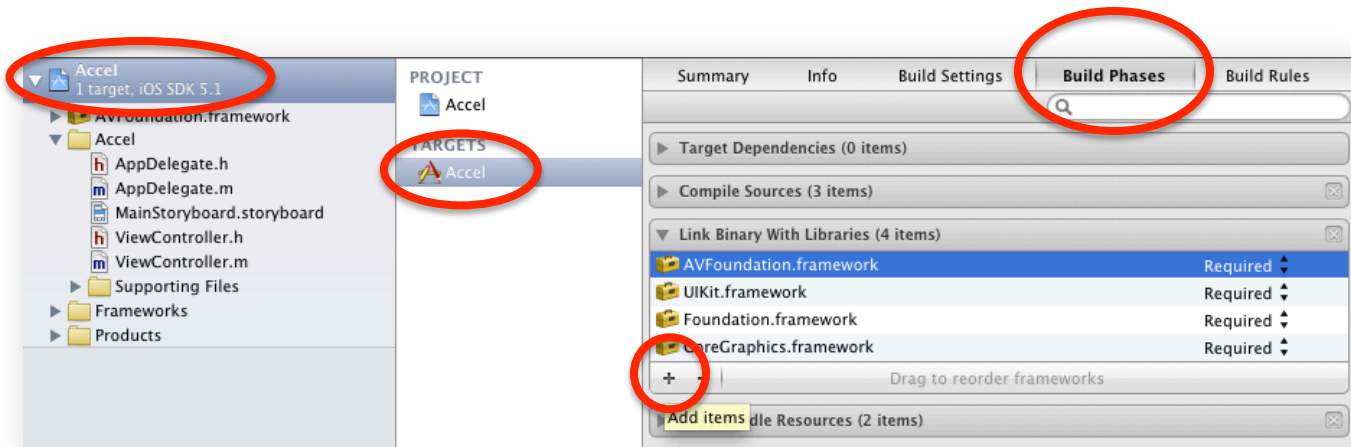 Accel
1 target, iOS SDK 5.1
AVFoundation.framework
Accel
h AppDelegate.h
m AppDelegate.m
MainStoryboard.storyboard
h ViewController.h
m ViewController.m
Supporting Files
Frameworks
Products
PROJECT
Accel
TARGETS
Accel
Summary Info Build Settings Build Phases Build Rules
Target Dependencies (0 items)
Compile Sources (3 items)
Link Binary With Libraries (4 items)
AVFoundation.framework Required
UIKit.framework Required
Foundation.framework Required
CoreGraphics.framework Required
+ Drag to reorder frameworks
Add items dle Resources (2 items)